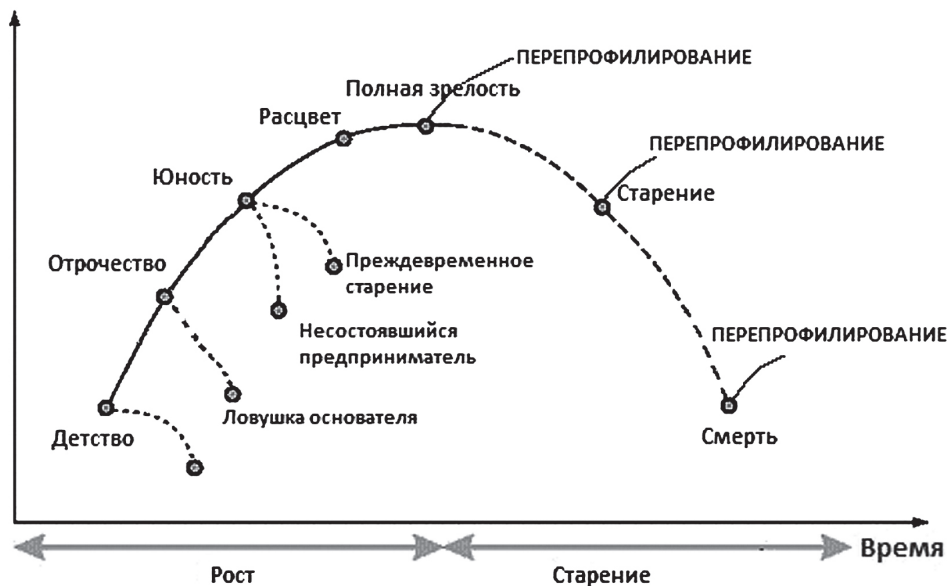 ПЕРЕПРОФИЛИРОВАНИЕ
Полная зрелость
Расцвет
ПЕРЕПРОФИЛИРОВАНИЕ
Юность
Старение
Отрочество
Преждевременное
старение
Несостоявшийся
предприниматель
ПЕРЕПРОФИЛИРОВАНИЕ
Ловушка основателя
Детство
Смерть
Время
Рост
Старение